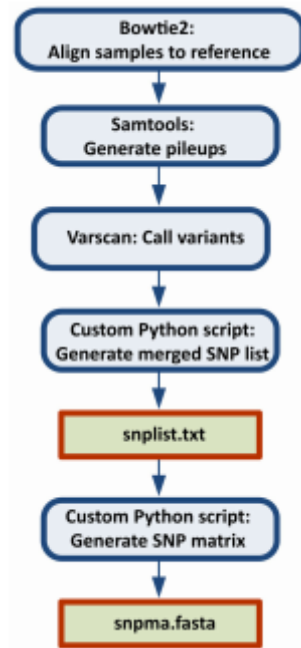 Bowtie2:
Align samples to reference
Samtools:
Generate pileups
Varscan: Call variants
Custom Python script:
Generate merged SNP list
snplist.txt
Custom Python script:
Generate SNP matrix
snpma.fasta